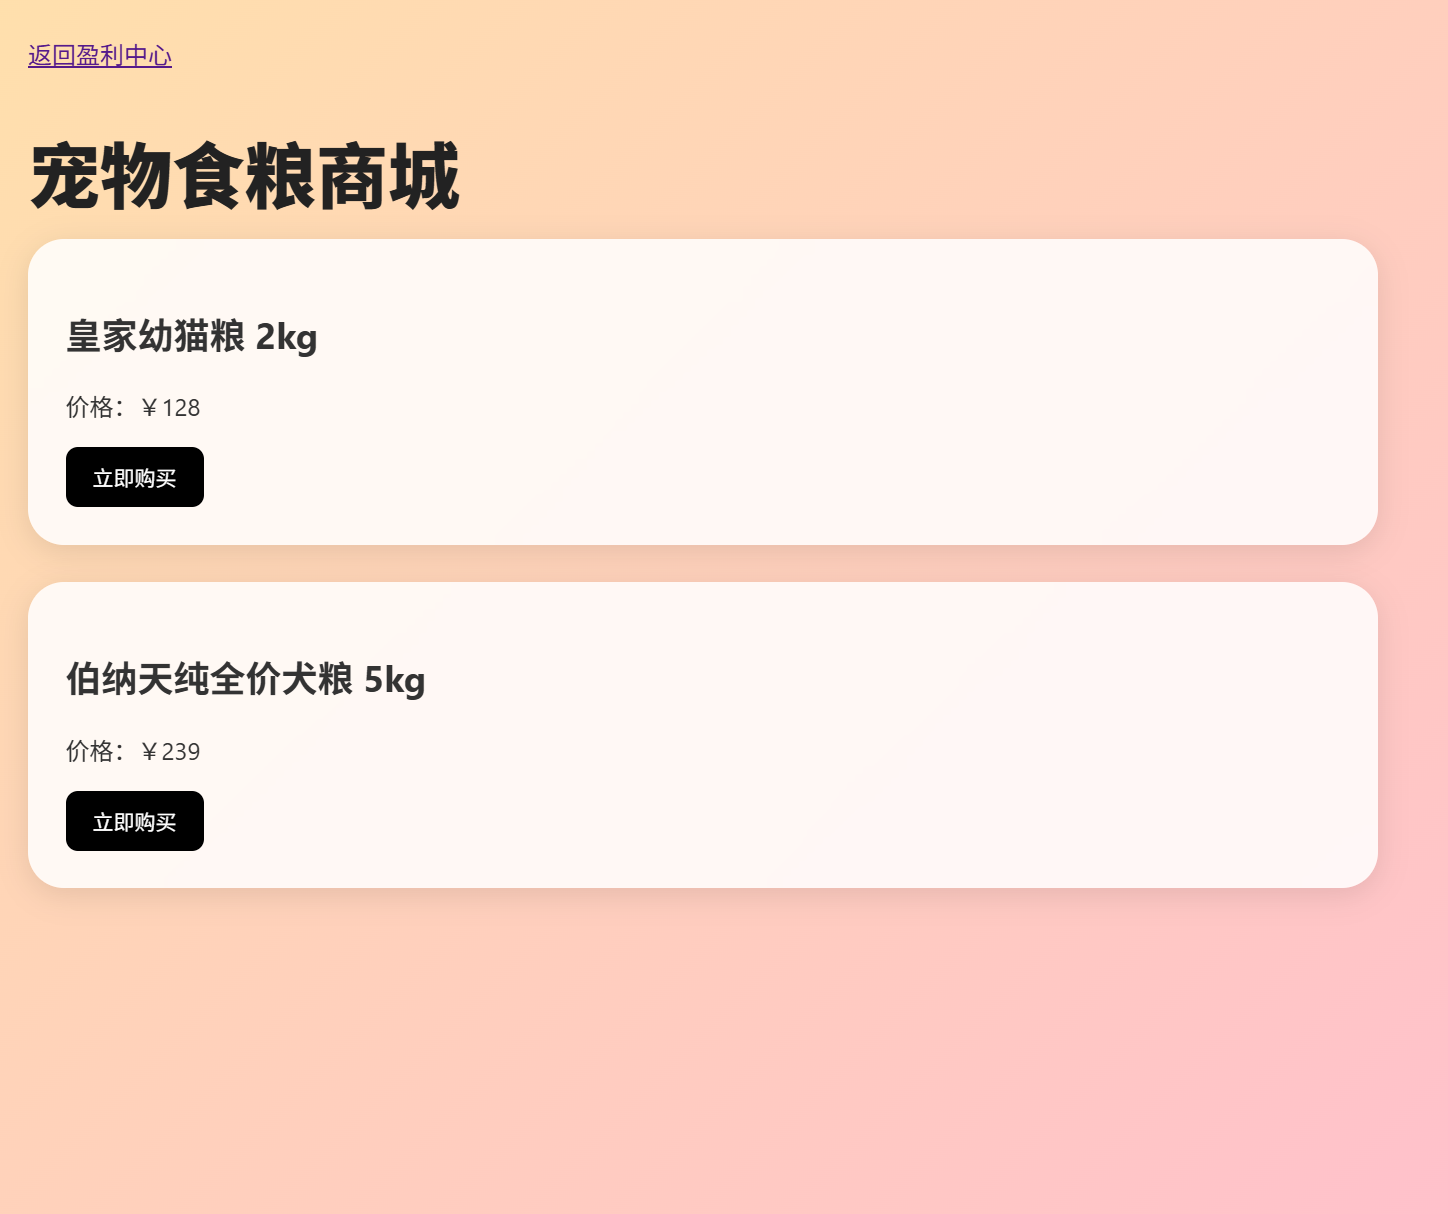 返回盈利中心
宠物食粮商城
皇家幼猫粮 2kg
价格：￥128
立即购买
伯纳天纯全价犬粮 5kg
价格：￥239
立即购买